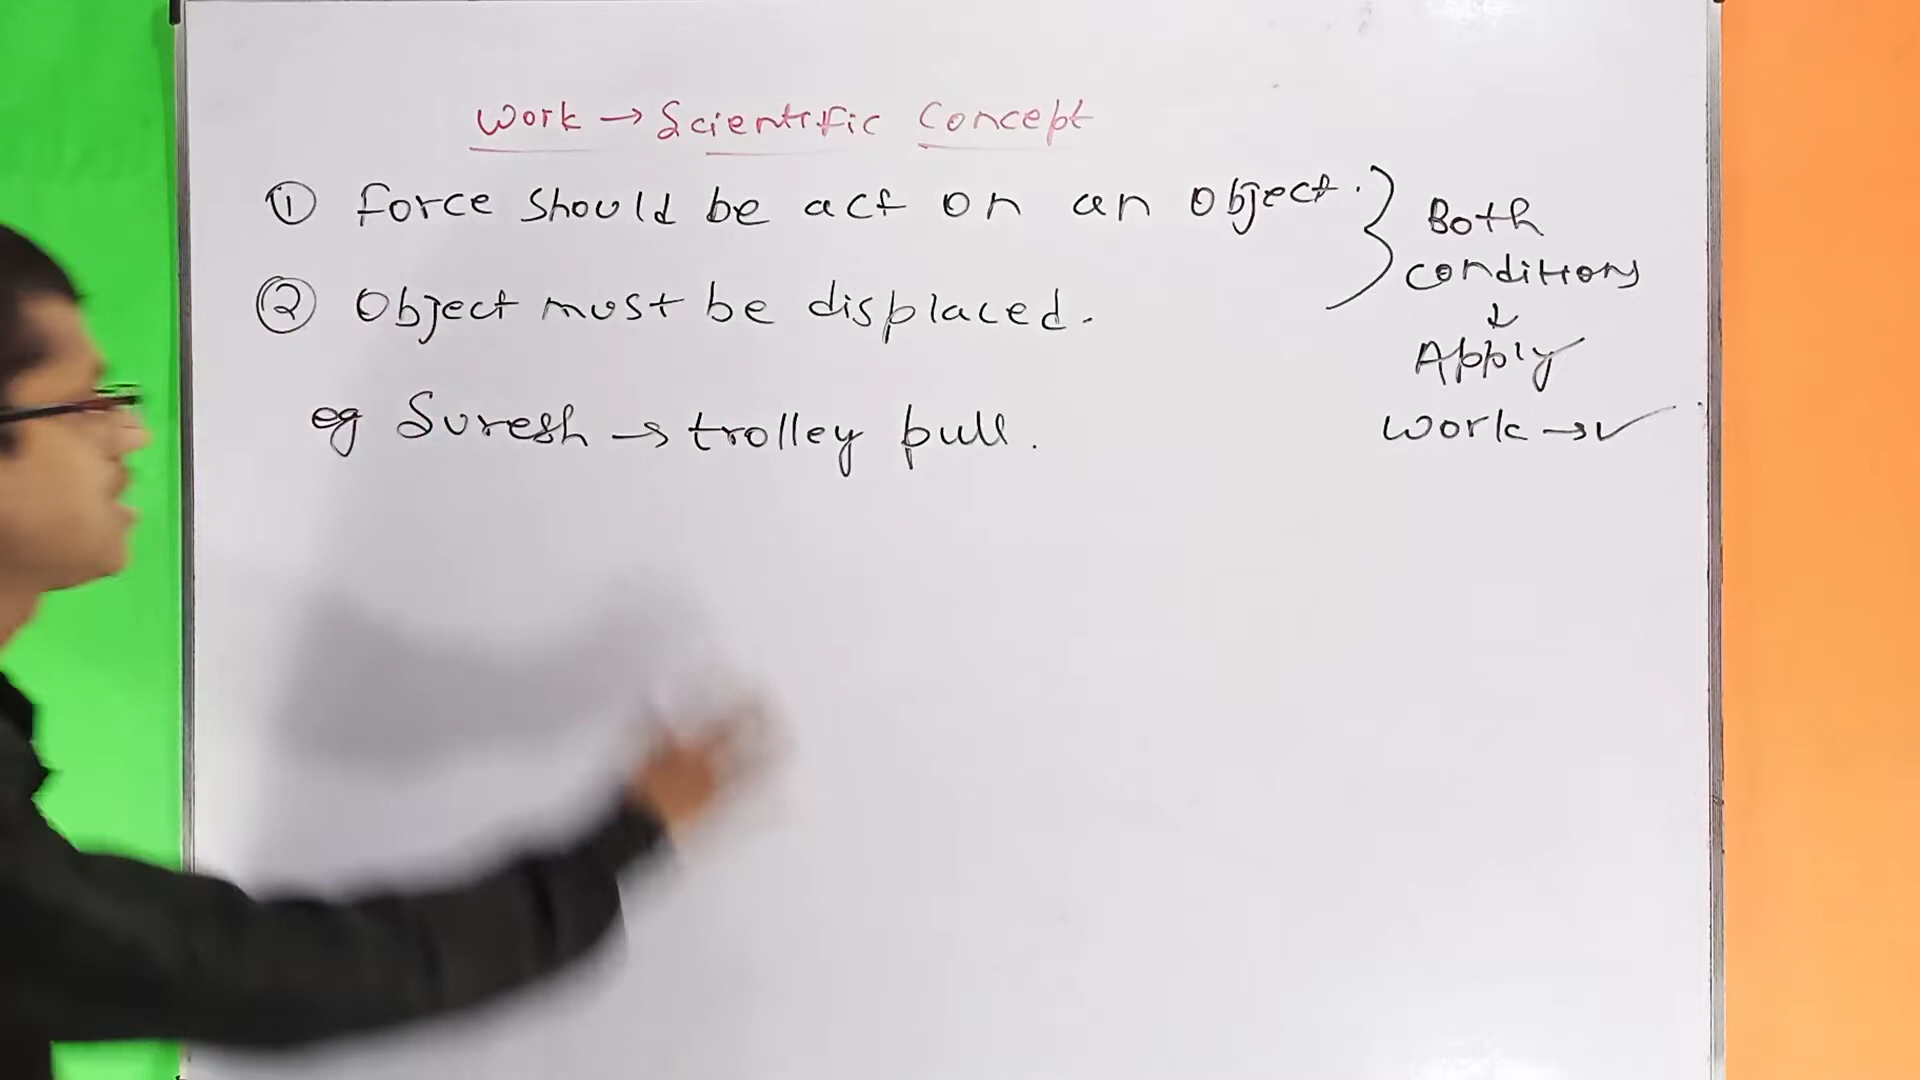 Work → Scientific Concept
① Force should be act on an object.
② Object must be displaced.
eg Suresh → trolley pull.
Both
conditions
↓
Apply
Work → ✓